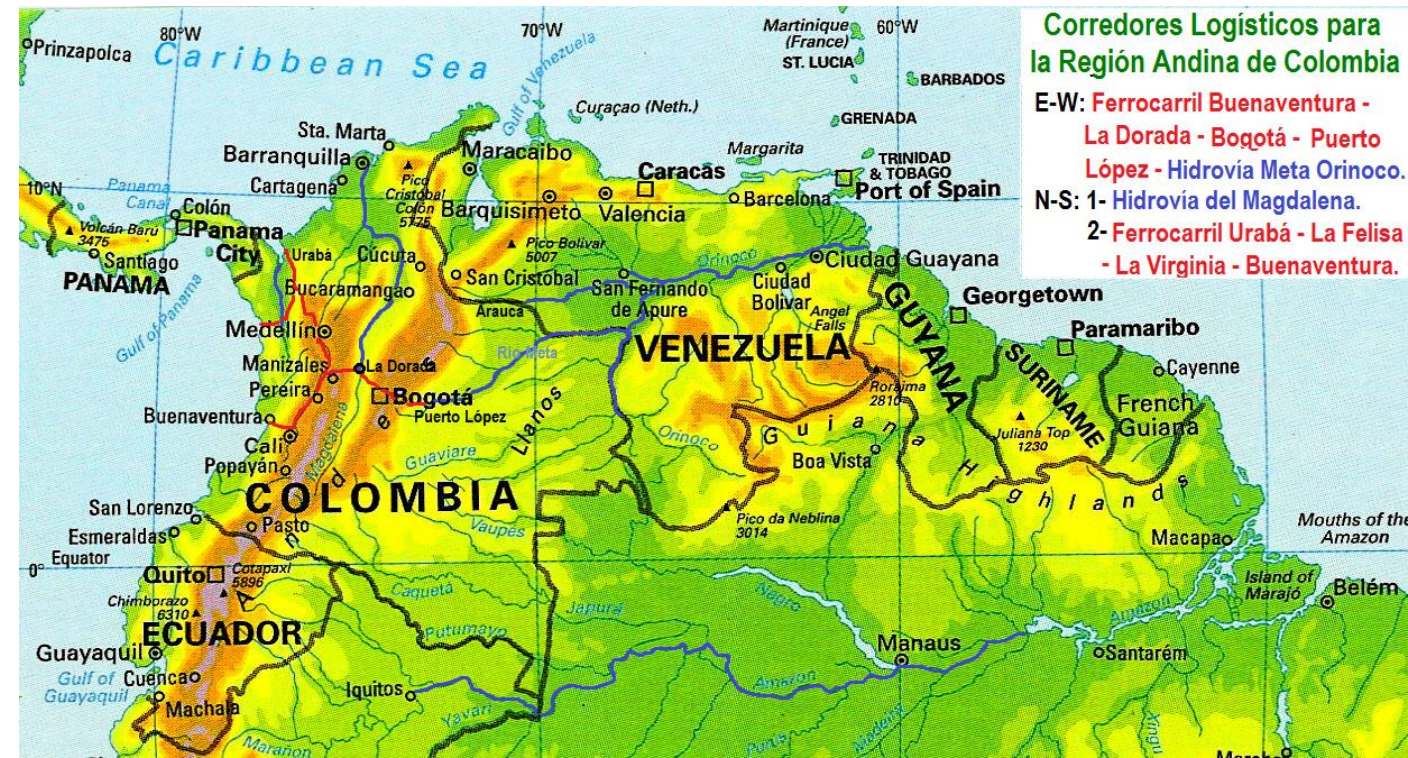 Corredores Logísticos para
la Región Andina de Colombia
E-W: Ferrocarril Buenaventura -
La Dorada - Bogotá - Puerto
López - Hidrovía Meta Orinoco.
N-S: 1- Hidrovía del Magdalena.
2- Ferrocarril Urabá - La Felisa
- La Virginia - Buenaventura.
80°W
70°W
60°W
Prinzapolca
Caribbean Sea
Gulf of Venezuela
Martinique
(France)
ST. LUCIA
BARBADOS
Curaçao (Neth.)
GRENADA
Sta. Marta
Barranquilla
Maracaibo
Margarita
TRINIDAD
& TOBAGO
Caracas
Port of Spain
Cartagena
10°N
Panama
Canal
Pico
Cristobal
Colón
5775
Barquisimeto
Valencia
Barcelona
Colón
Panama
City
Volcán Barú
3475
Santiago
PANAMA
Gulf of Panama
Urabá
Cúcuta
Pico Bolivar
5007
San Cristóbal
Orinoco
Ciudad Guayana
Bucaramanga
San Fernando
de Apure
Ciudad
Bolivar
Arauca
Angel
Falls
GUYANA
Georgetown
Medellín
Rio Meta
VENEZUELA
Paramaribo
Manizales
La Dorada
Pereira
Bogotá
Puerto López
Buenaventura
Cali
Popayán
Magdalena
Andes
Llanos
Guaviare
Orinoco
Roraima
2810
SURINAME
Cayenne
French
Guiana
Juliana Top
1230
Guiana Highlands
Boa Vista
COLOMBIA
San Lorenzo
Esmeraldas
Pasto
Vaupés
Pico da Neblina
3014
Mouths of the
Amazon
Macapa
Equator
0°
Quito
Cotapaxi
5896
Chimborazo
6310
ECUADOR
Caqueta
Japurá
Negro
Island of
Marajó
Belém
Putumayo
Amazon
Guayaquil
Manaus
Santarém
Gulf of
Guayaquil
Cuenca
Iquitos
Amazon
Machala
Yavari
Marañon
Purus
Madeira
Xngu